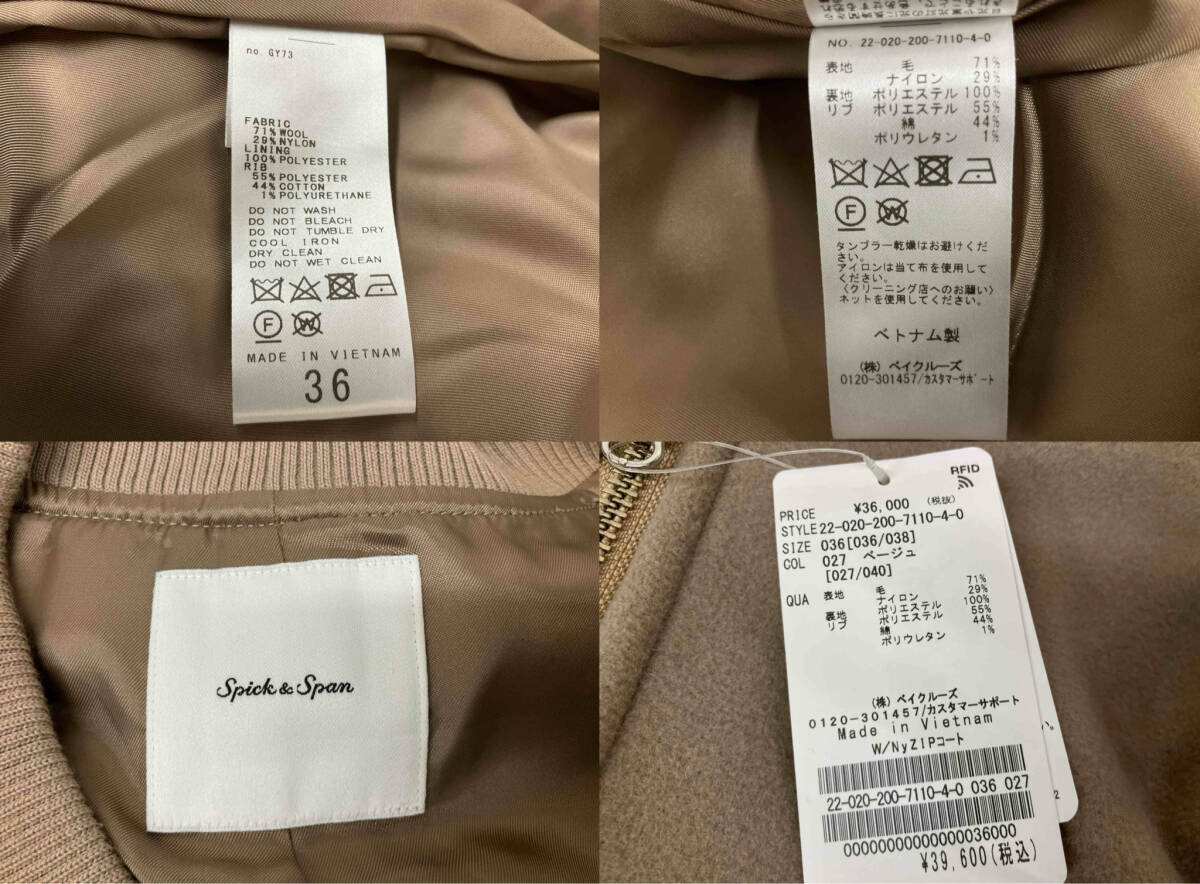 no. GY73
FABRIC
71% WOOL
29% NYLON
LINING
100% POLYESTER
RIB
55% POLYESTER
44% COTTON
1% POLYURETHANE
DO NOT WASH
DO NOT BLEACH
DO NOT TUMBLE DRY
COOL IRON
DRY CLEAN
DO NOT WET CLEAN
F W
MADE IN VIETNAM
36
NO. 22-020-200-7110-4-0
表地 毛 71%
ナイロン 29%
裏地 ポリエステル 100%
リブ ポリエステル 55%
綿 44%
ポリウレタン 1%
F W
タンブラー乾燥はお避けくだ
さい。
アイロンは当て布を使用して
ください。
〈クリーニング店へのお願い〉
ネットを使用してください。
ベトナム製
(株) ベイクルーズ
0120-301457/カスタマーサポート
Spick & Span
RFID
PRICE ¥36,000 (税抜)
STYLE 22-020-200-7110-4-0
SIZE 036[036/038]
COL 027 ベージュ
[027/040]
QUA 表地 毛 71%
ナイロン 29%
裏地 ポリエステル 100%
リブ ポリエステル 55%
綿 44%
ポリウレタン 1%
(株) ベイクルーズ
0120-301457/カスタマーサポート
Made in Vietnam
W/NyZIPコート
22-020-200-7110-4-0 036 027
00000000000000036000
¥39,600(税込)